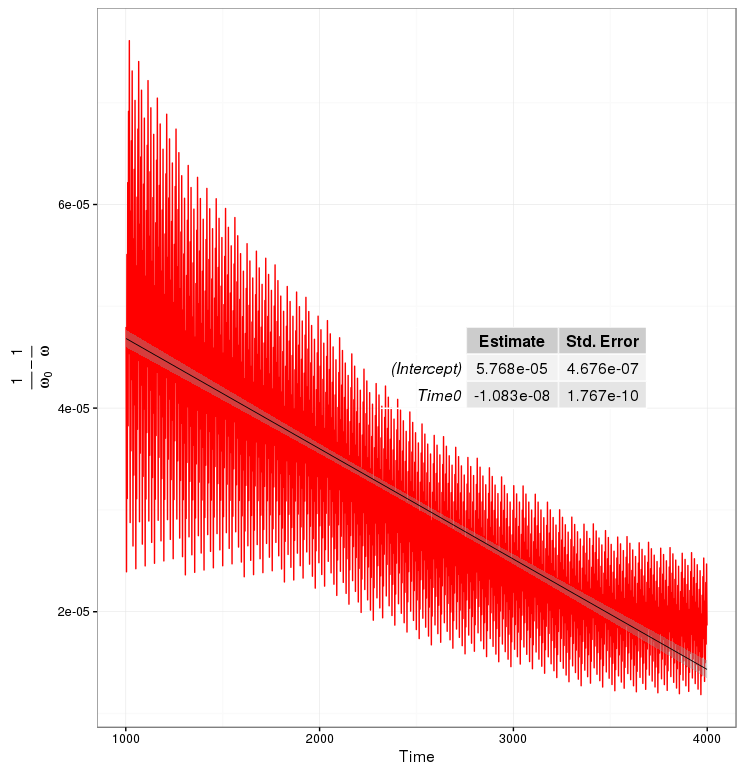 6e-05
4e-05
2e-05
1/ω₀ − 1/ω
Estimate Std. Error
(Intercept) 5.768e-05 4.676e-07
Time0 -1.083e-08 1.767e-10
1000 2000 3000 4000
Time